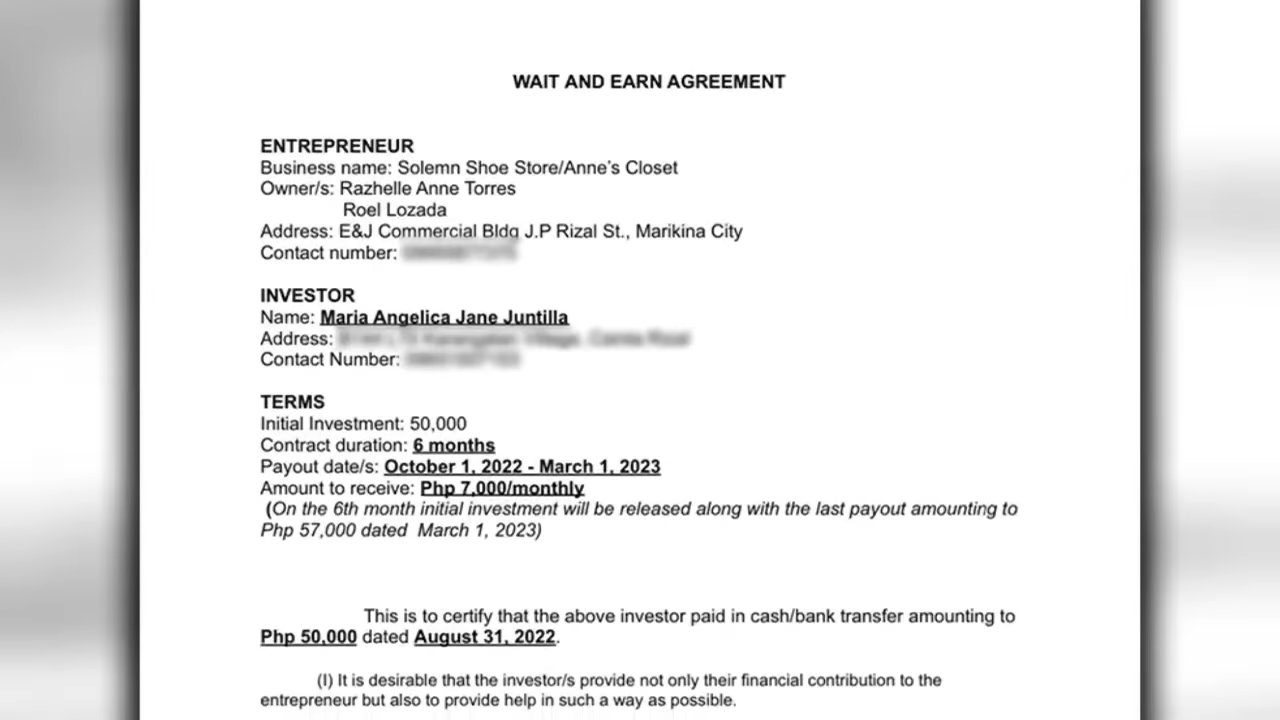 WAIT AND EARN AGREEMENT
ENTREPRENEUR
Business name: Solemn Shoe Store/Anne's Closet
Owner/s: Razhelle Anne Torres
Roel Lozada
Address: E&J Commercial Bldg J.P Rizal St., Marikina City
Contact number:
INVESTOR
Name: Maria Angelica Jane Juntilla
Address:
Contact Number:
TERMS
Initial Investment: 50,000
Contract duration: 6 months
Payout date/s: October 1, 2022 - March 1, 2023
Amount to receive: Php 7,000/monthly
(On the 6th month initial investment will be released along with the last payout amounting to
Php 57,000 dated March 1, 2023)
This is to certify that the above investor paid in cash/bank transfer amounting to
Php 50,000 dated August 31, 2022.
(I) It is desirable that the investor/s provide not only their financial contribution to the
entrepreneur but also to provide help in such a way as possible.